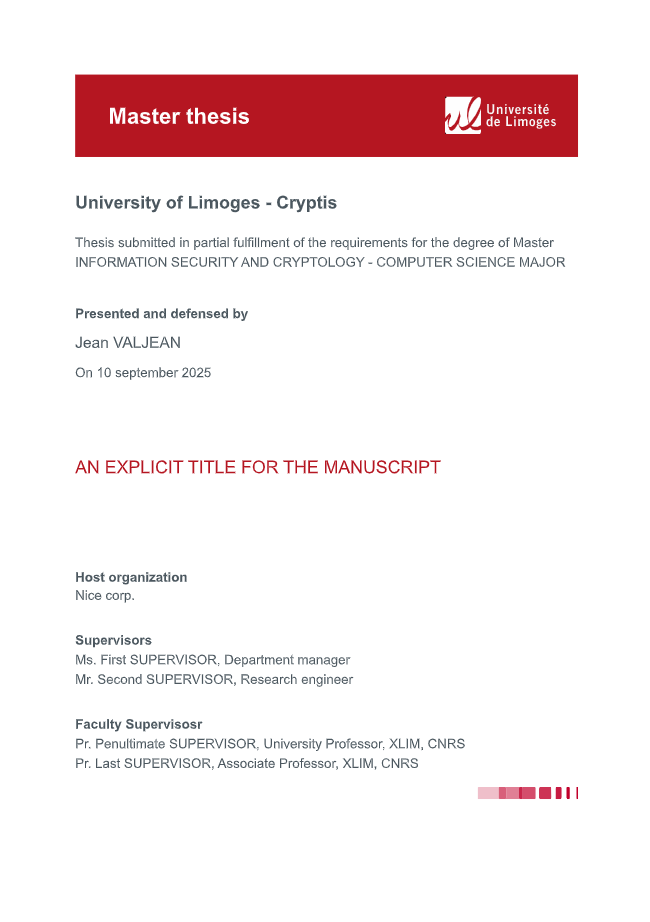 Master thesis
Université
de Limoges
University of Limoges - Cryptis
Thesis submitted in partial fulfillment of the requirements for the degree of Master
INFORMATION SECURITY AND CRYPTOLOGY - COMPUTER SCIENCE MAJOR
Presented and defensed by
Jean VALJEAN
On 10 september 2025
AN EXPLICIT TITLE FOR THE MANUSCRIPT
Host organization
Nice corp.
Supervisors
Ms. First SUPERVISOR, Department manager
Mr. Second SUPERVISOR, Research engineer
Faculty Supervisosr
Pr. Penultimate SUPERVISOR, University Professor, XLIM, CNRS
Pr. Last SUPERVISOR, Associate Professor, XLIM, CNRS